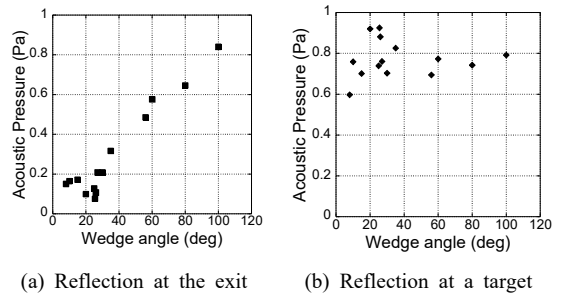 1
0.8
0.6
0.4
0.2
0
Acoustic Pressure (Pa)
0 20 40 60 80 100 120
Wedge angle (deg)
(a) Reflection at the exit
1
0.8
0.6
0.4
0.2
0
Acoustic Pressure (Pa)
0 20 40 60 80 100 120
Wedge angle (deg)
(b) Reflection at a target